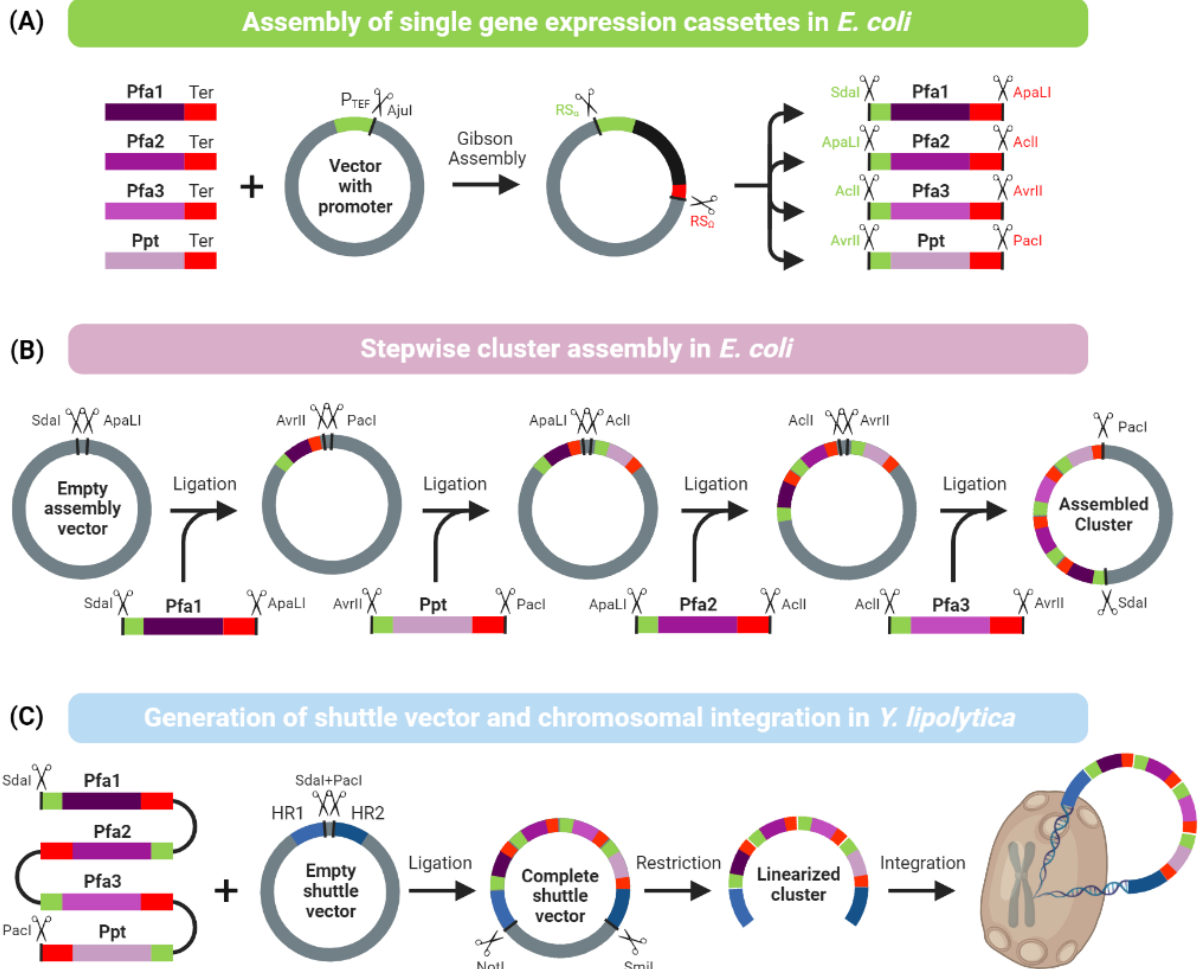 (A)
Assembly of single gene expression cassettes in E. coli
Pfa1 Ter
Pfa2 Ter
Pfa3 Ter
Ppt Ter
+
PTEF
AjuI
Vector
with
promoter
Gibson
Assembly
RSα
RSΩ
SdaI Pfa1 ApaLI
ApaLI Pfa2 AclI
AclI Pfa3 AvrII
AvrII Ppt PacI
(B)
Stepwise cluster assembly in E. coli
SdaI ApaLI
Empty
assembly
vector
Ligation
SdaI Pfa1 ApaLI
AvrII PacI
Ligation
AvrII Ppt PacI
ApaLI AclI
Ligation
ApaLI Pfa2 AclI
AclI AvrII
Ligation
AclI Pfa3 AvrII
PacI
Assembled
Cluster
SdaI
(C)
Generation of shuttle vector and chromosomal integration in Y. lipolytica
SdaI Pfa1
Pfa2
Pfa3
PacI Ppt
+
SdaI+PacI
HR1 HR2
Empty
shuttle
vector
Ligation
Complete
shuttle
vector
NotI SmiI
Restriction
Linearized
cluster
Integration